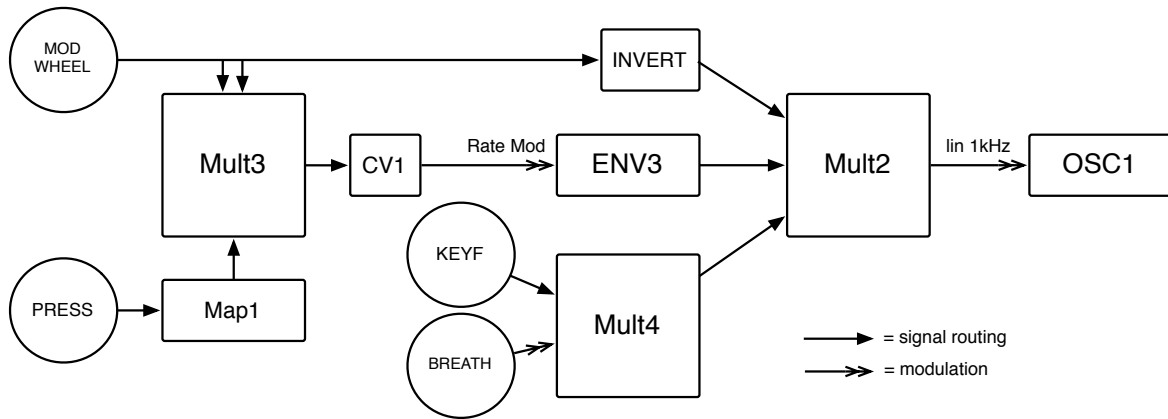 MOD
WHEEL
INVERT
Mult3
CV1
Rate Mod
ENV3
Mult2
lin 1kHz
OSC1
KEYF
PRESS
Map1
Mult4
BREATH
= signal routing
= modulation